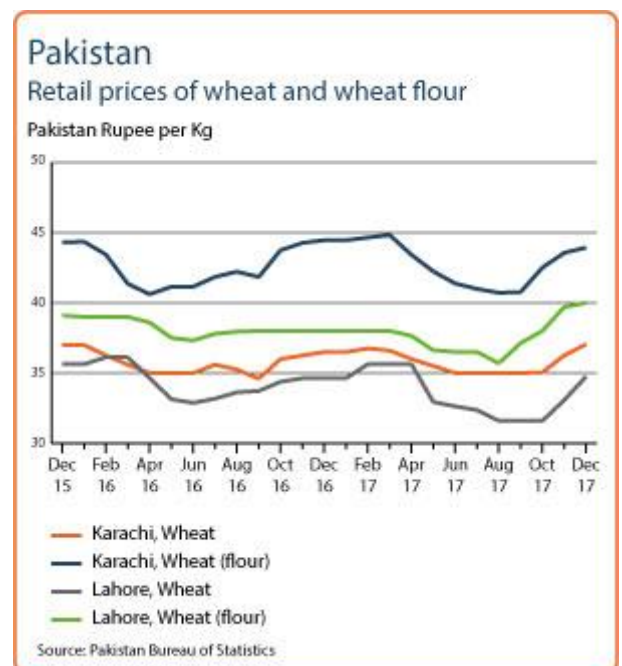 Pakistan
Retail prices of wheat and wheat flour
Pakistan Rupee per Kg
50
45
40
35
30
Dec Feb Apr Jun Aug Oct Dec Feb Apr Jun Aug Oct Dec
15 16 16 16 16 16 16 17 17 17 17 17 17
Karachi, Wheat
Karachi, Wheat (flour)
Lahore, Wheat
Lahore, Wheat (flour)
Source: Pakistan Bureau of Statistics